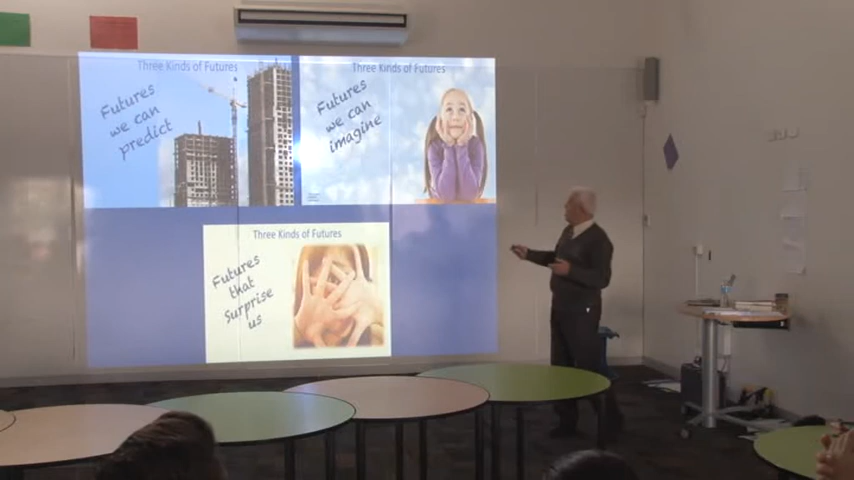 Three Kinds of Futures
Futures
we can
predict
Three Kinds of Futures
Futures
we can
imagine
Three Kinds of Futures
Futures
that
surprise
us